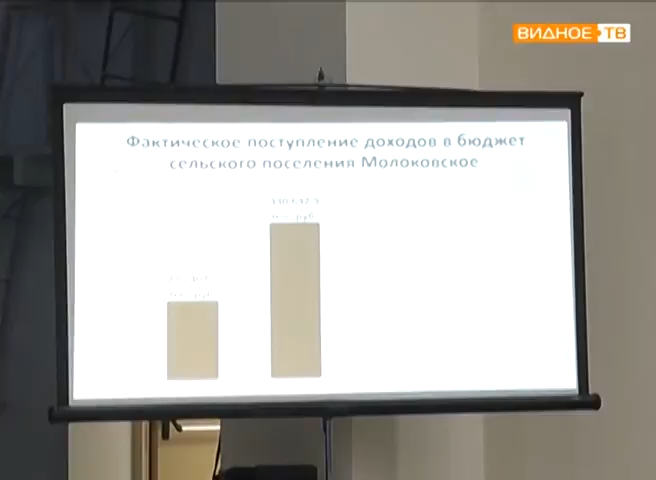 ВИДНОЕ ТВ
Фактическое поступление доходов в бюджет
сельского поселения Молоковское